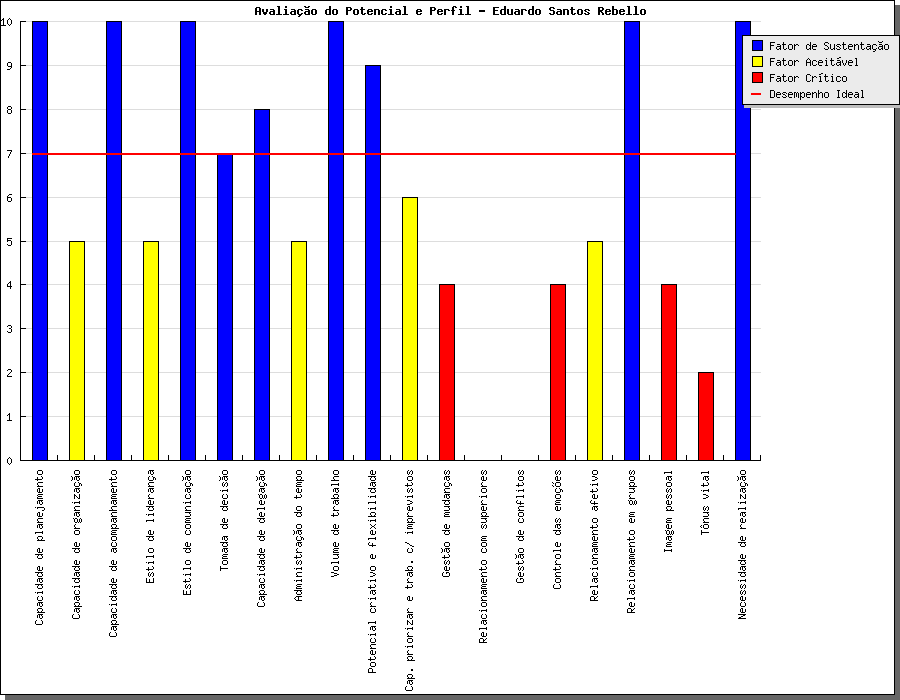 Avaliação do Potencial e Perfil - Eduardo Santos Rebello
10
9
8
7
6
5
4
3
2
1
0
Fator de Sustentação
Fator Aceitável
Fator Crítico
Desempenho Ideal
Capacidade de planejamento
Capacidade de organização
Capacidade de acompanhamento
Estilo de liderança
Estilo de comunicação
Tomada de decisão
Capacidade de delegação
Administração do tempo
Volume de trabalho
Potencial criativo e flexibilidade
Cap. priorizar e trab. c/ imprevistos
Gestão de mudanças
Relacionamento com superiores
Gestão de conflitos
Controle das emoções
Relacionamento afetivo
Relacionamento em grupos
Imagem pessoal
Tônus vital
Necessidade de realização